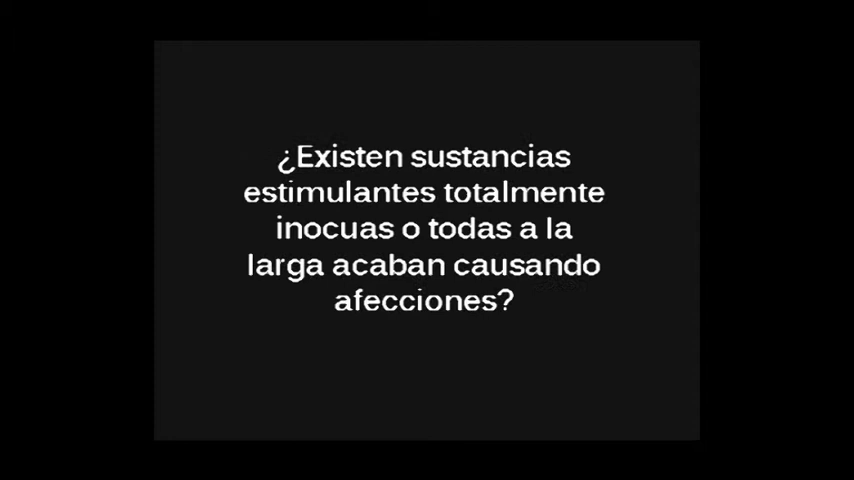 ¿Existen sustancias
estimulantes totalmente
inocuas o todas a la
larga acaban causando
afecciones?